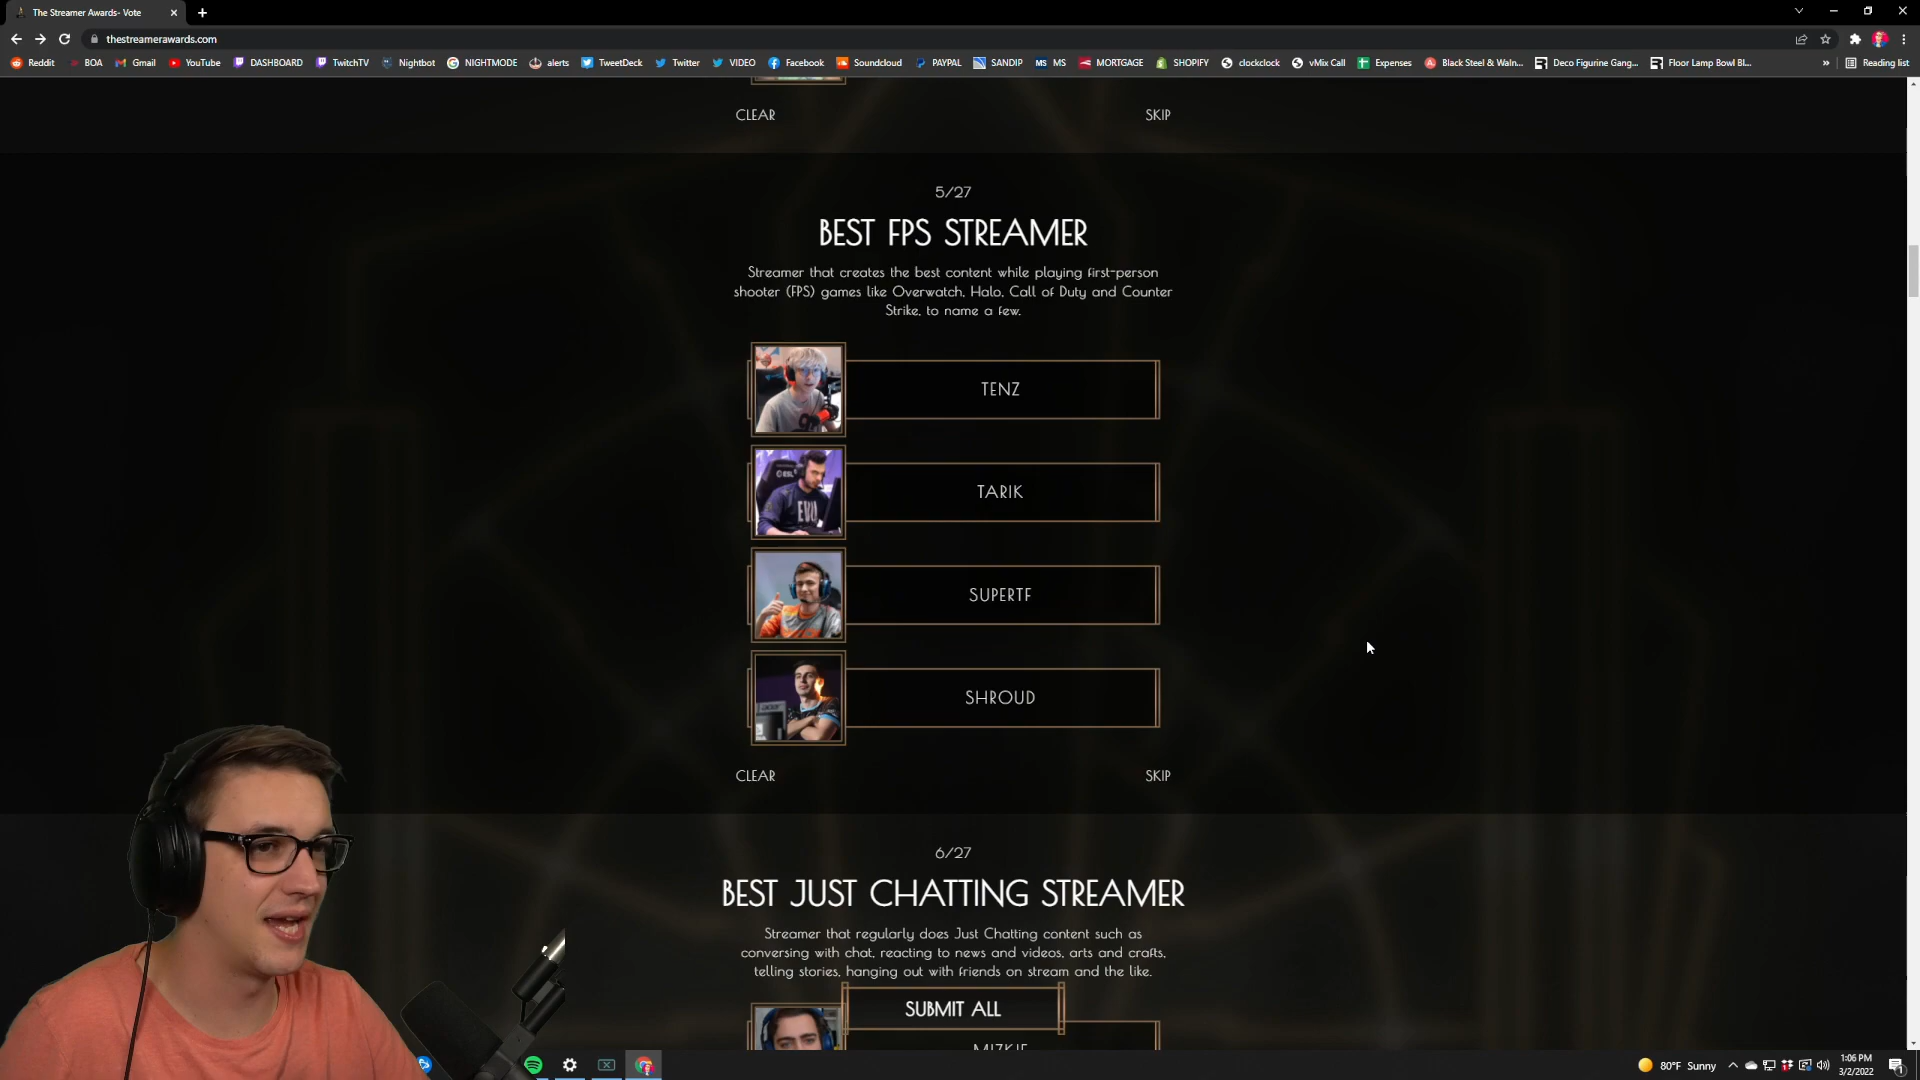 The Streamer Awards- Vote
thestreamerawards.com
Reddit BOA Gmail YouTube DASHBOARD TwitchTV Nightbot NIGHTMODE alerts TweetDeck Twitter VIDEO Facebook Soundcloud PAYPAL SANDIP MS MS MORTGAGE SHOPIFY clockclock vMix Call Expenses Black Steel & Waln... Deco Figurine Gang... Floor Lamp Bowl Bl... » Reading list
CLEAR SKIP
5/27
BEST FPS STREAMER
Streamer that creates the best content while playing first-person
shooter (FPS) games like Overwatch, Halo, Call of Duty and Counter
Strike, to name a few.
TENZ
TARIK
SUPERTF
SHROUD
CLEAR SKIP
6/27
BEST JUST CHATTING STREAMER
Streamer that regularly does Just Chatting content such as
conversing with chat, reacting to news and videos, arts and crafts,
telling stories, hanging out with friends on stream and the like.
SUBMIT ALL
MIZKIF
80°F Sunny
1:06 PM
3/2/2022